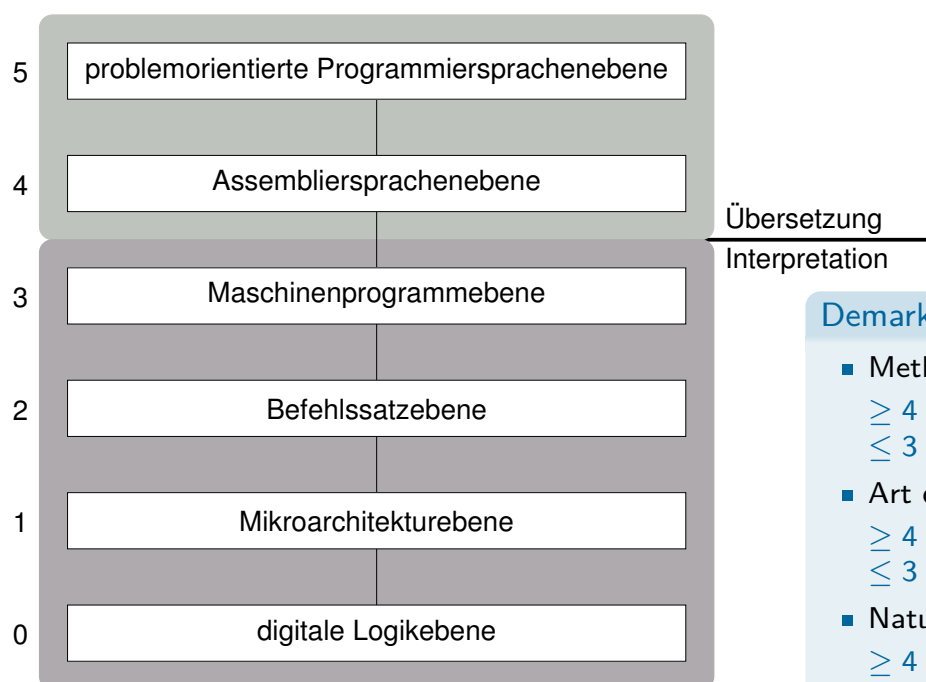 5 problemorientierte Programmiersprachenebene
4 Assembliersprachenebene
Übersetzung
Interpretation
3 Maschinenprogrammebene
2 Befehlssatzebene
1 Mikroarchitekturebene
0 digitale Logikebene
≥ 4
≤ 3
Art
≥ 4
≤ 3
≥ 4